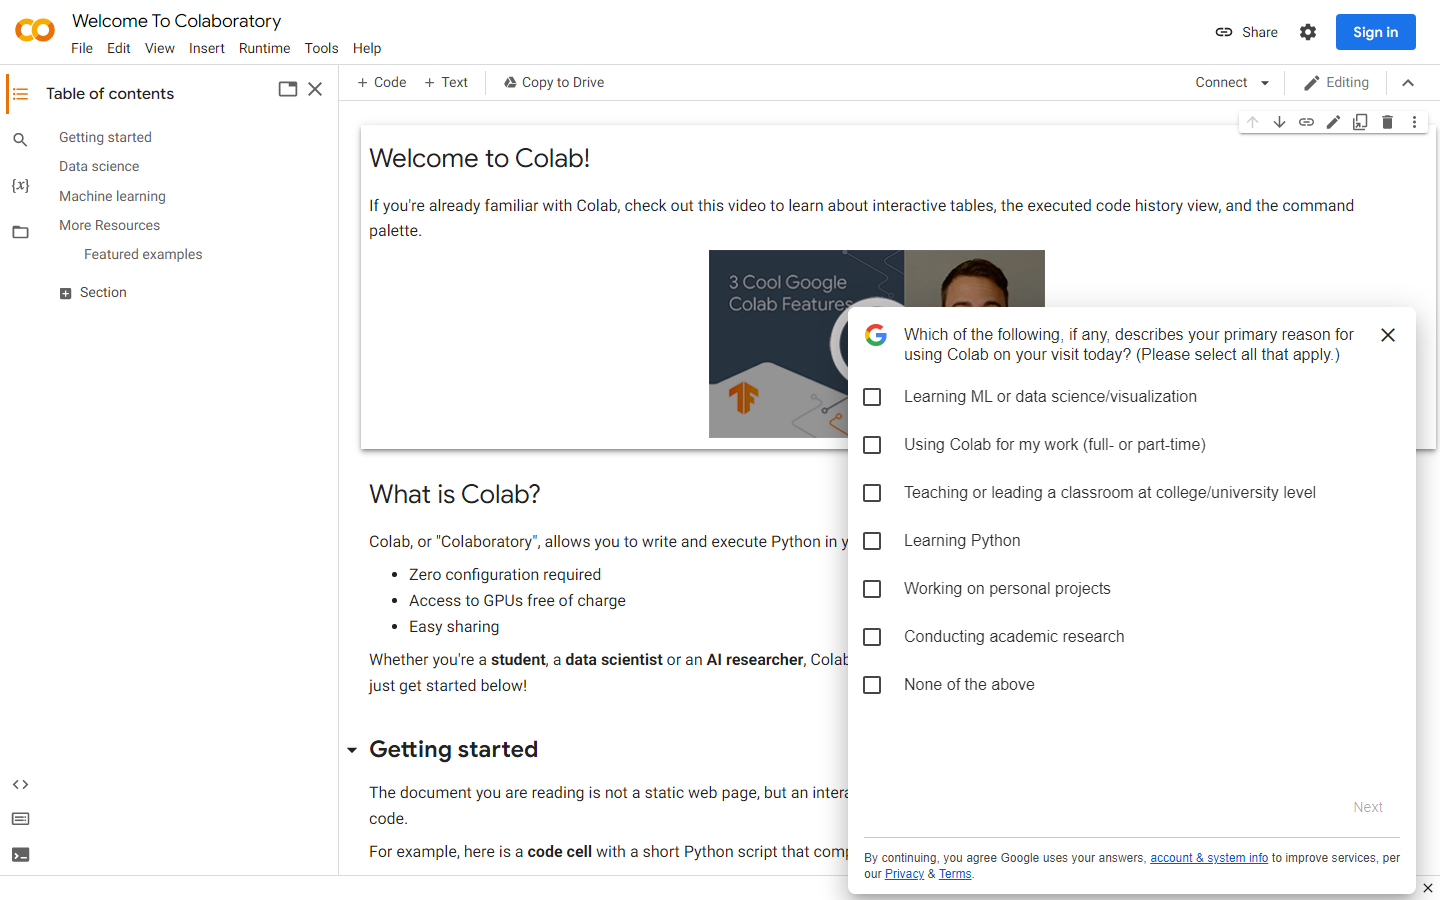 Welcome To Colaboratory
File Edit View Insert Runtime Tools Help
Share
Sign in
Table of contents
Getting started
Data science
Machine learning
More Resources
Featured examples
Section
{x}
+ Code + Text
Copy to Drive
Connect
Editing
Welcome to Colab!
If you're already familiar with Colab, check out this video to learn about interactive tables, the executed code history view, and the command
palette.
3 Cool Google
Colab Features
What is Colab?
Colab, or "Colaboratory", allows you to write and execute Python in
• Zero configuration required
• Access to GPUs free of charge
• Easy sharing
Whether you're a student, a data scientist or an AI researcher, Colab
just get started below!
Getting started
The document you are reading is not a static web page, but an
code.
For example, here is a code cell with a short Python script that
Which of the following, if any, describes your primary reason for
using Colab on your visit today? (Please select all that apply.)
Learning ML or data science/visualization
Using Colab for my work (full- or part-time)
Teaching or leading a classroom at college/university level
Learning Python
Working on personal projects
Conducting academic research
None of the above
Next
By continuing, you agree Google uses your answers, account & system info to improve services, per
our Privacy & Terms.